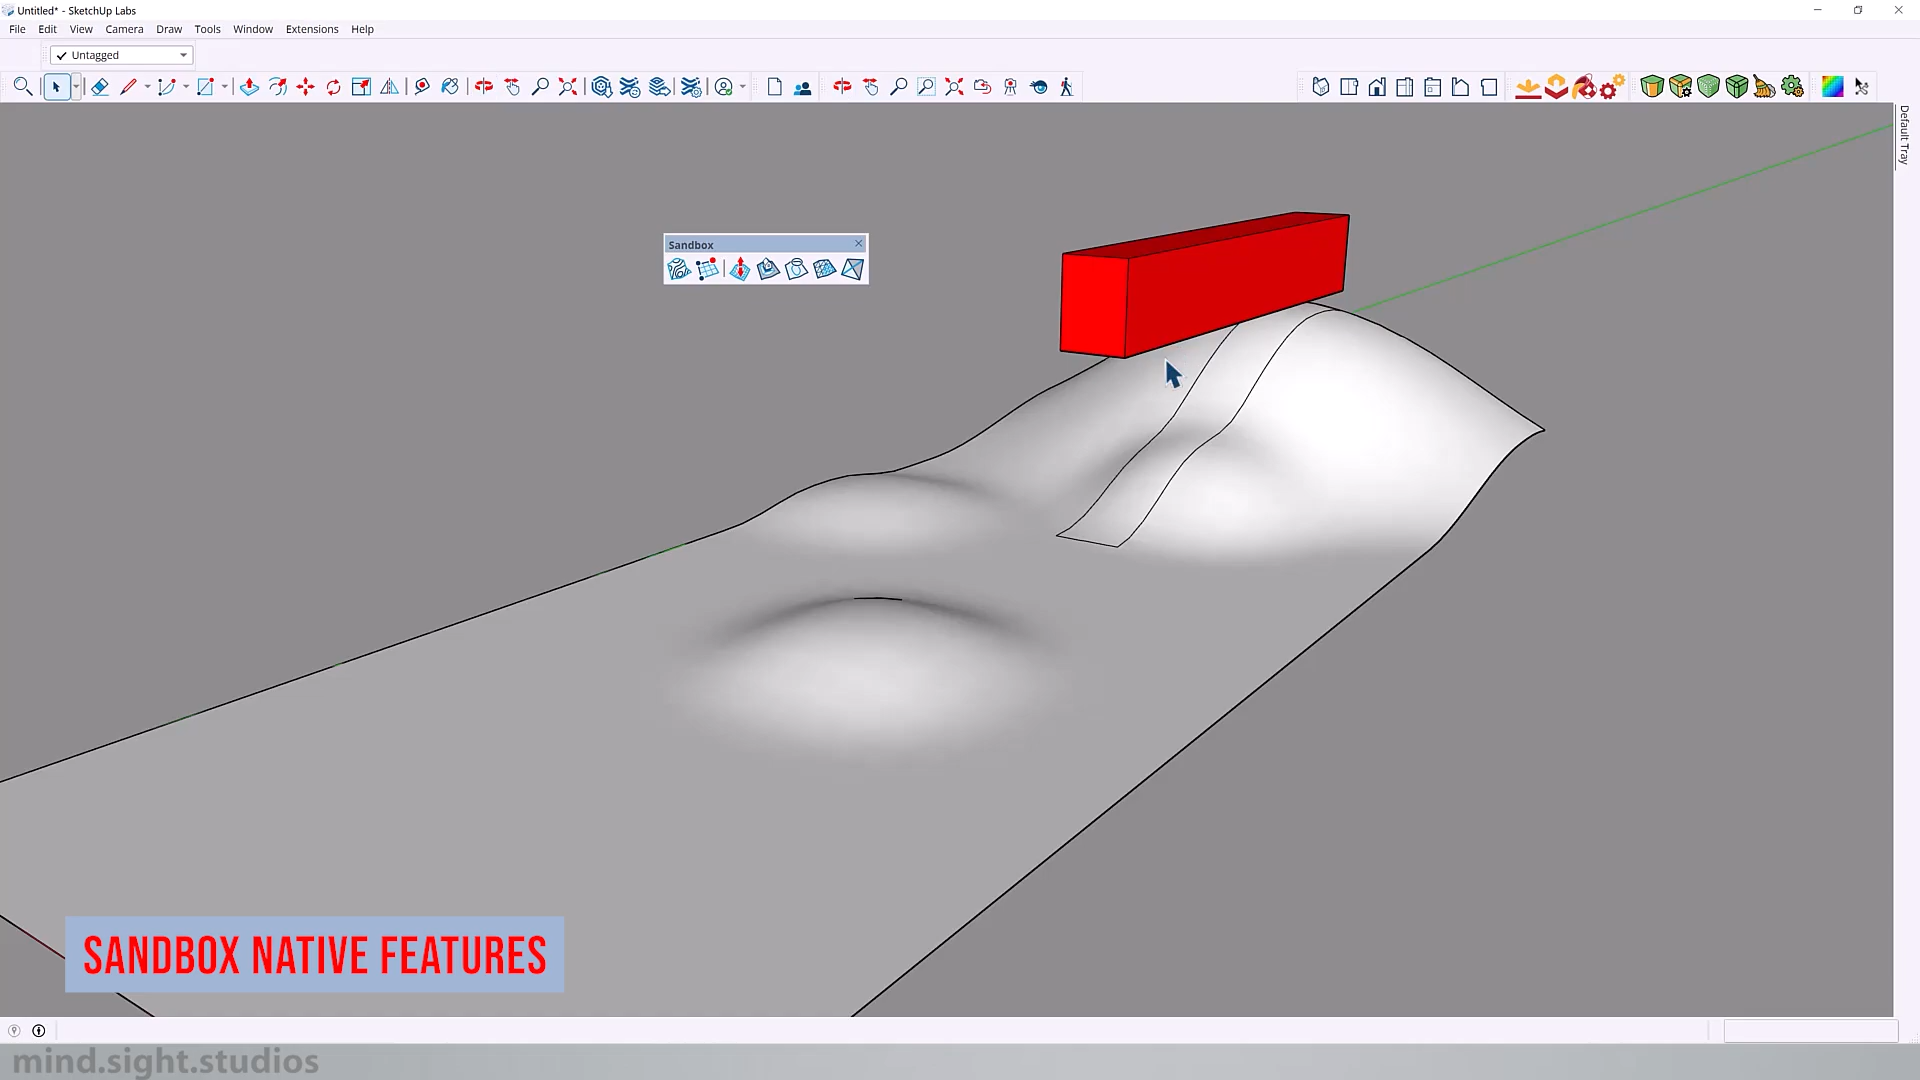 Untitled* - SketchUp Labs
File Edit View Camera Draw Tools Window Extensions Help
Untagged
Default Tray
Sandbox
SANDBOX NATIVE FEATURES
mind.sight.studios